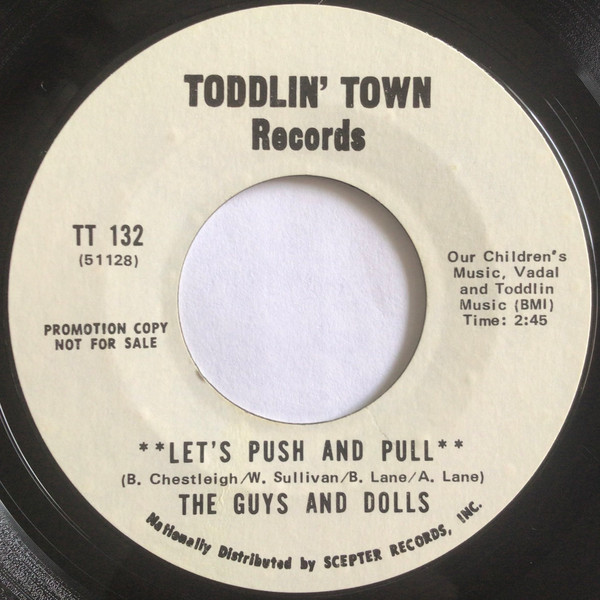 TODDLIN' TOWN
Records
TT 132
(51128)
PROMOTION COPY
NOT FOR SALE
Our Children's
Music, Vadal
and Toddlin
Music (BMI)
Time: 2:45
**LET'S PUSH AND PULL**
(B. Chestleigh/W. Sullivan/B. Lane/A. Lane)
THE GUYS AND DOLLS
Nationally Distributed by SCEPTER RECORDS, INC.